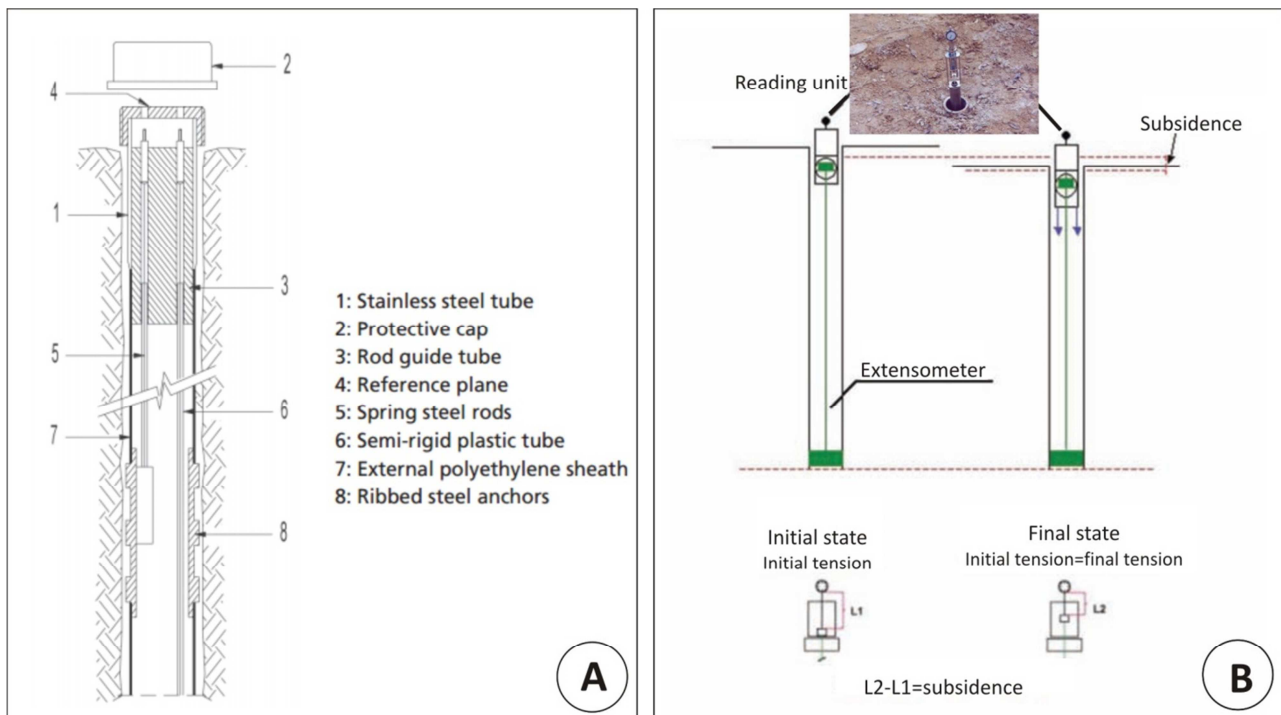 2
4
1
3
5
6
7
8
1: Stainless steel tube
2: Protective cap
3: Rod guide tube
4: Reference plane
5: Spring steel rods
6: Semi-rigid plastic tube
7: External polyethylene sheath
8: Ribbed steel anchors
A
Reading unit
Subsidence
Extensometer
Initial state
Initial tension
Final state
Initial tension=final tension
L1
L2
L2-L1=subsidence
B